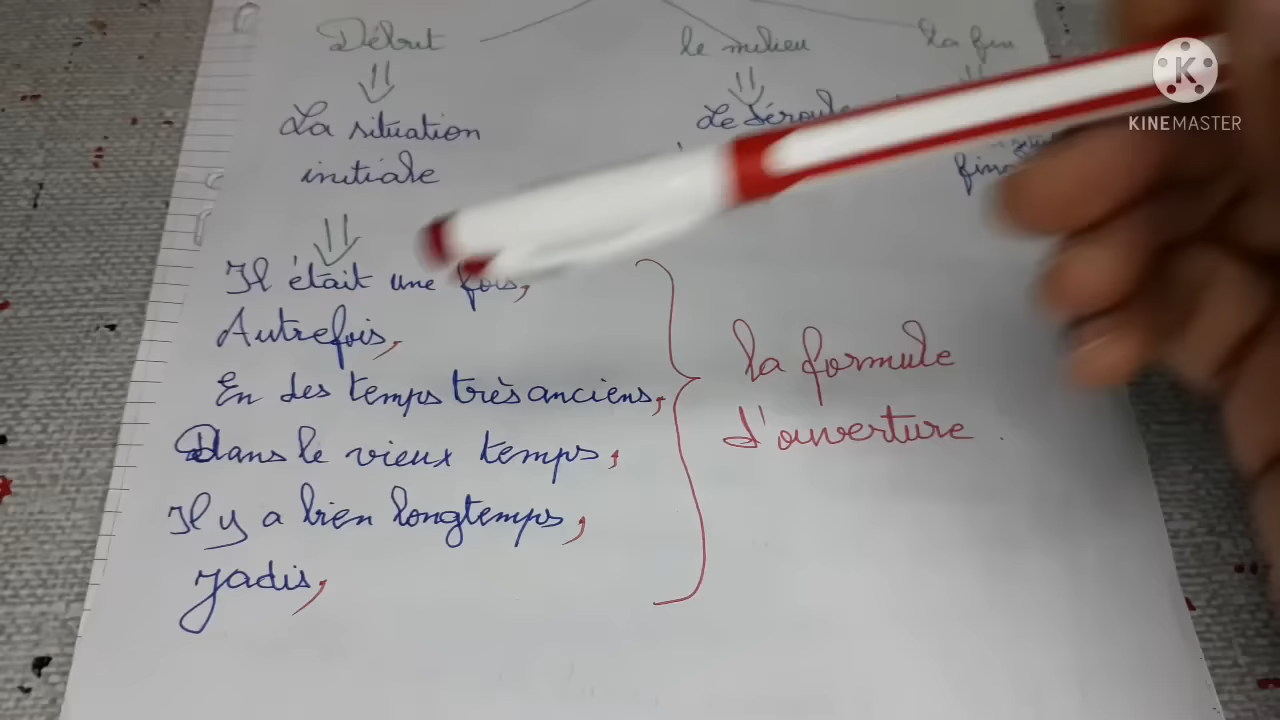 Début
le milieu
la fin
La situation
initiale
Le
Il était une fois,
Autrefois,
En des temps très anciens,
Dans le vieux temps,
Il y a bien longtemps,
Jadis,
la formule
d'ouverture.
KINEMASTER